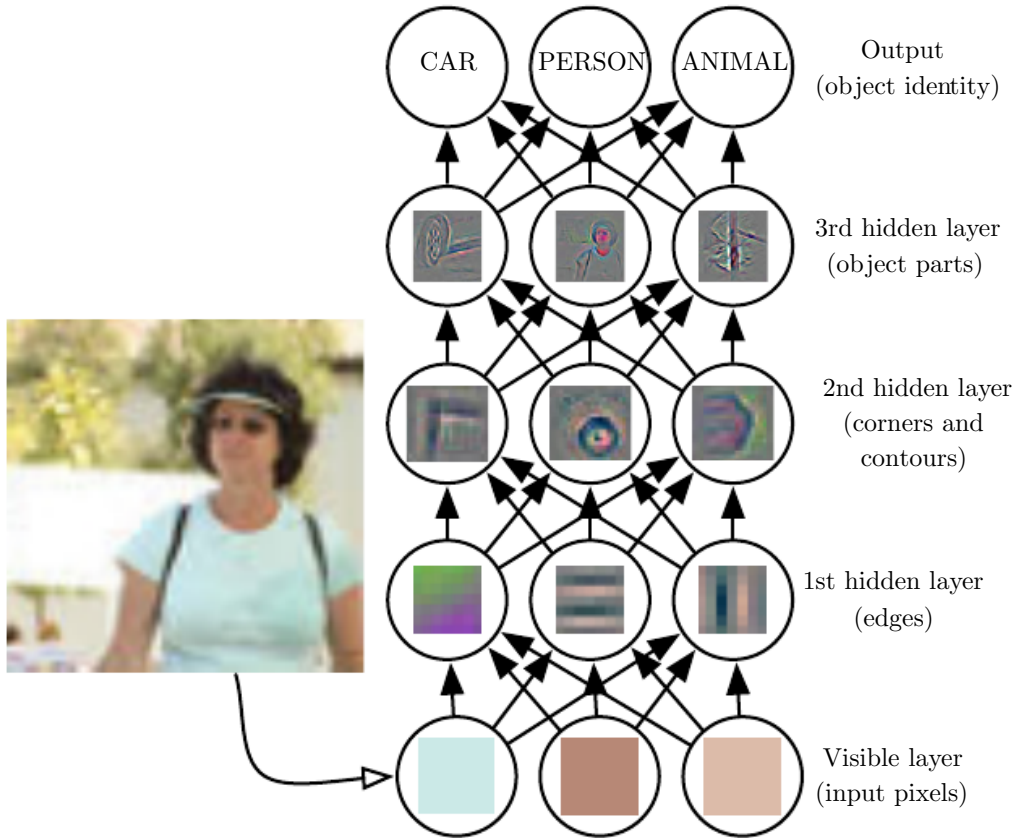 CAR PERSON ANIMAL
Output
(object identity)
3rd hidden layer
(object parts)
2nd hidden layer
(corners and
contours)
1st hidden layer
(edges)
Visible layer
(input pixels)